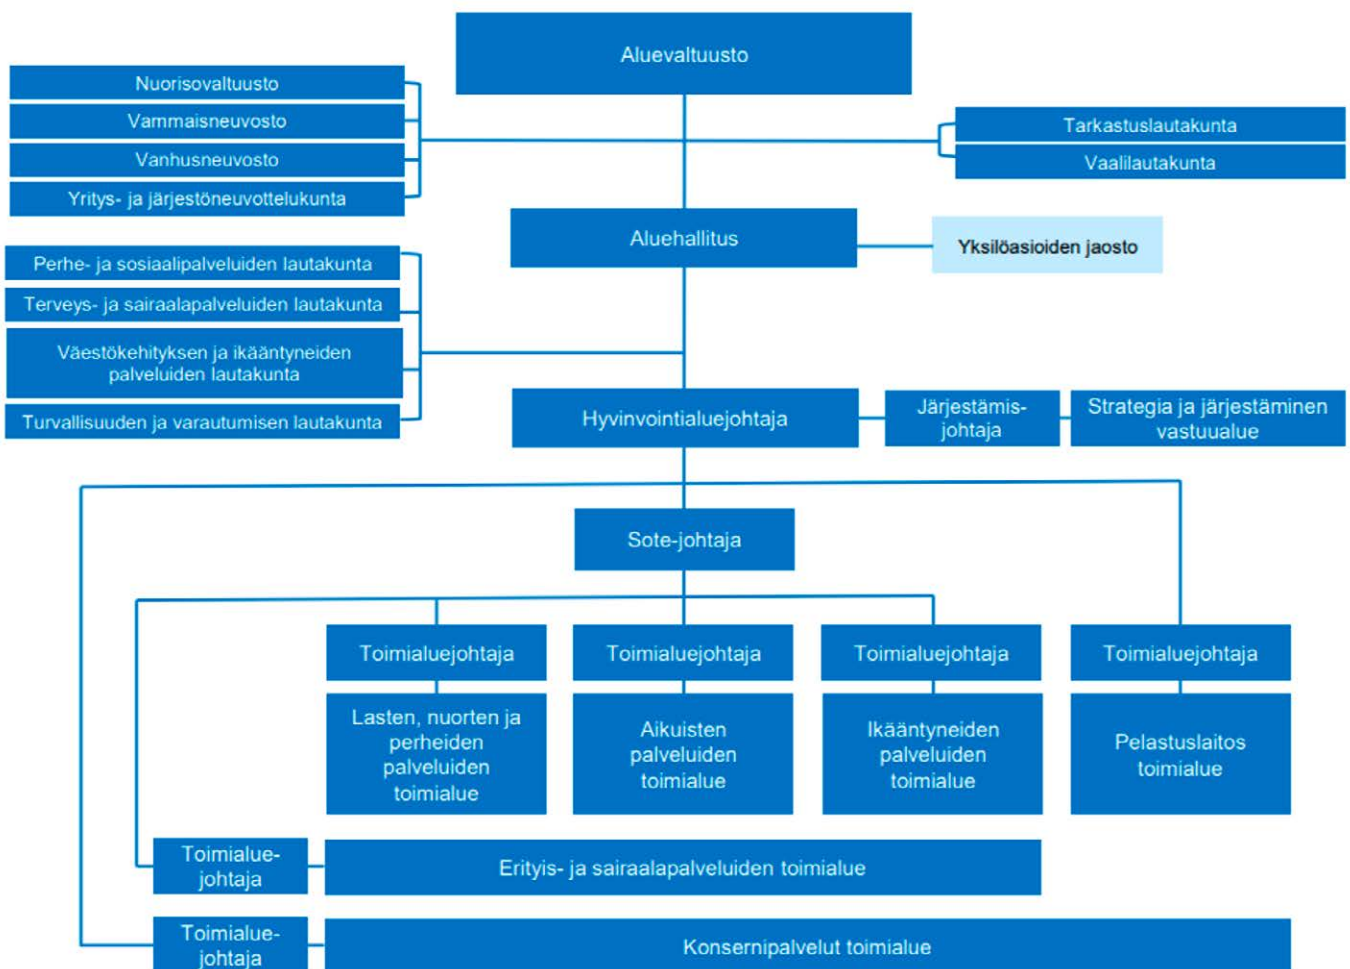 Aluevaltuusto
Nuorisovaltuusto
Vammaisneuvosto
Vanhusneuvosto
Yritys- ja järjestöneuvottelukunta
Tarkastuslautakunta
Vaalilautakunta
Aluehallitus
Yksilöasioiden jaosto
Perhe- ja sosiaalipalveluiden lautakunta
Terveys- ja sairaalapalveluiden lautakunta
Väestökehityksen ja ikääntyneiden
palveluiden lautakunta
Turvallisuuden ja varautumisen lautakunta
Hyvinvointialuejohtaja
Järjestämis-
johtaja
Strategia ja järjestäminen
vastuualue
Sote-johtaja
Toimialuejohtaja
Lasten, nuorten ja
perheiden
palveluiden
toimialue
Toimialuejohtaja
Aikuisten
palveluiden
toimialue
Toimialuejohtaja
Ikääntyneiden
palveluiden
toimialue
Toimialuejohtaja
Pelastuslaitos
toimialue
Toimialue-
johtaja
Erityis- ja sairaalapalveluiden toimialue
Toimialue-
johtaja
Konsernipalvelut toimialue